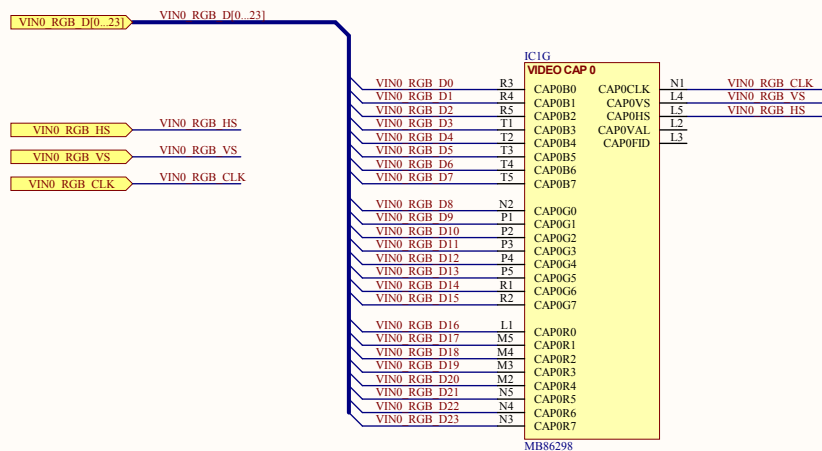 VIN0_RGB_D[0...23] VIN0_RGB_D[0...23]
VIN0_RGB_HS VIN0_RGB_HS
VIN0_RGB_VS VIN0_RGB_VS
VIN0_RGB_CLK VIN0_RGB_CLK
IC1G
VIDEO CAP 0
VIN0_RGB_D0 R3 CAP0B0 CAP0CLK N1 VIN0_RGB_CLK
VIN0_RGB_D1 R4 CAP0B1 CAP0VS L4 VIN0_RGB_VS
VIN0_RGB_D2 R5 CAP0B2 CAP0HS L5 VIN0_RGB_HS
VIN0_RGB_D3 T1 CAP0B3 CAP0VAL L2
VIN0_RGB_D4 T2 CAP0B4 CAP0FID L3
VIN0_RGB_D5 T3 CAP0B5
VIN0_RGB_D6 T4 CAP0B6
VIN0_RGB_D7 T5 CAP0B7
VIN0_RGB_D8 N2 CAP0G0
VIN0_RGB_D9 P1 CAP0G1
VIN0_RGB_D10 P2 CAP0G2
VIN0_RGB_D11 P3 CAP0G3
VIN0_RGB_D12 P4 CAP0G4
VIN0_RGB_D13 P5 CAP0G5
VIN0_RGB_D14 R1 CAP0G6
VIN0_RGB_D15 R2 CAP0G7
VIN0_RGB_D16 L1 CAP0R0
VIN0_RGB_D17 M5 CAP0R1
VIN0_RGB_D18 M4 CAP0R2
VIN0_RGB_D19 M3 CAP0R3
VIN0_RGB_D20 M2 CAP0R4
VIN0_RGB_D21 N5 CAP0R5
VIN0_RGB_D22 N4 CAP0R6
VIN0_RGB_D23 N3 CAP0R7
MB86298